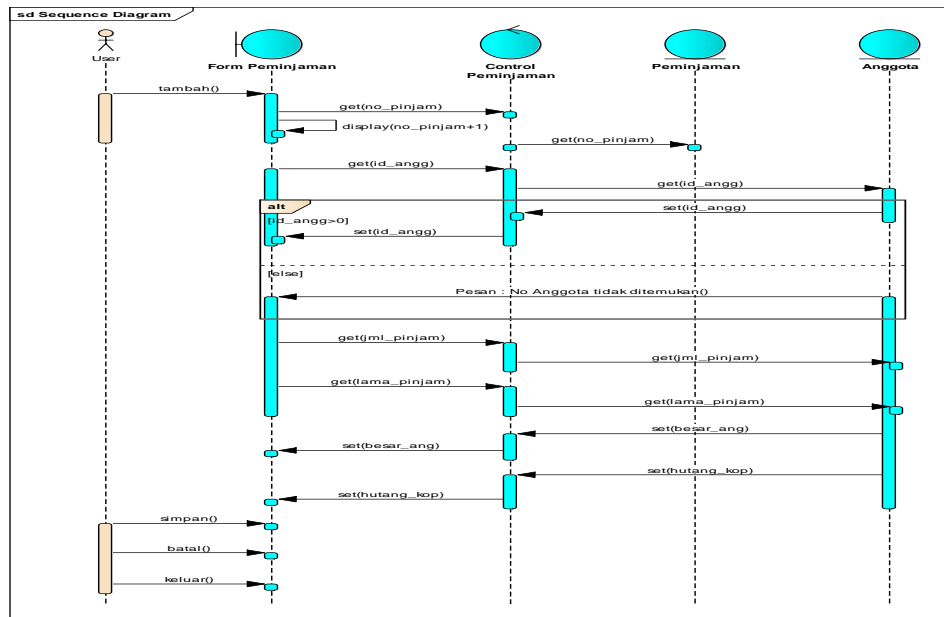 sd Sequence Diagram
User
Form Peminjaman
Control
Peminjaman
Peminjaman
Anggota
tambah()
get(no_pinjam)
display(no_pinjam+1)
get(no_pinjam)
get(id_angg)
get(id_angg)
alt
set(id_angg)
[id_angg>0]
set(id_angg)
[else]
Pesan : No Anggota tidak ditemukan()
get(jml_pinjam)
get(jml_pinjam)
get(lama_pinjam)
get(lama_pinjam)
set(besar_ang)
set(besar_ang)
set(hutang_kop)
set(hutang_kop)
simpan()
batal()
keluar()